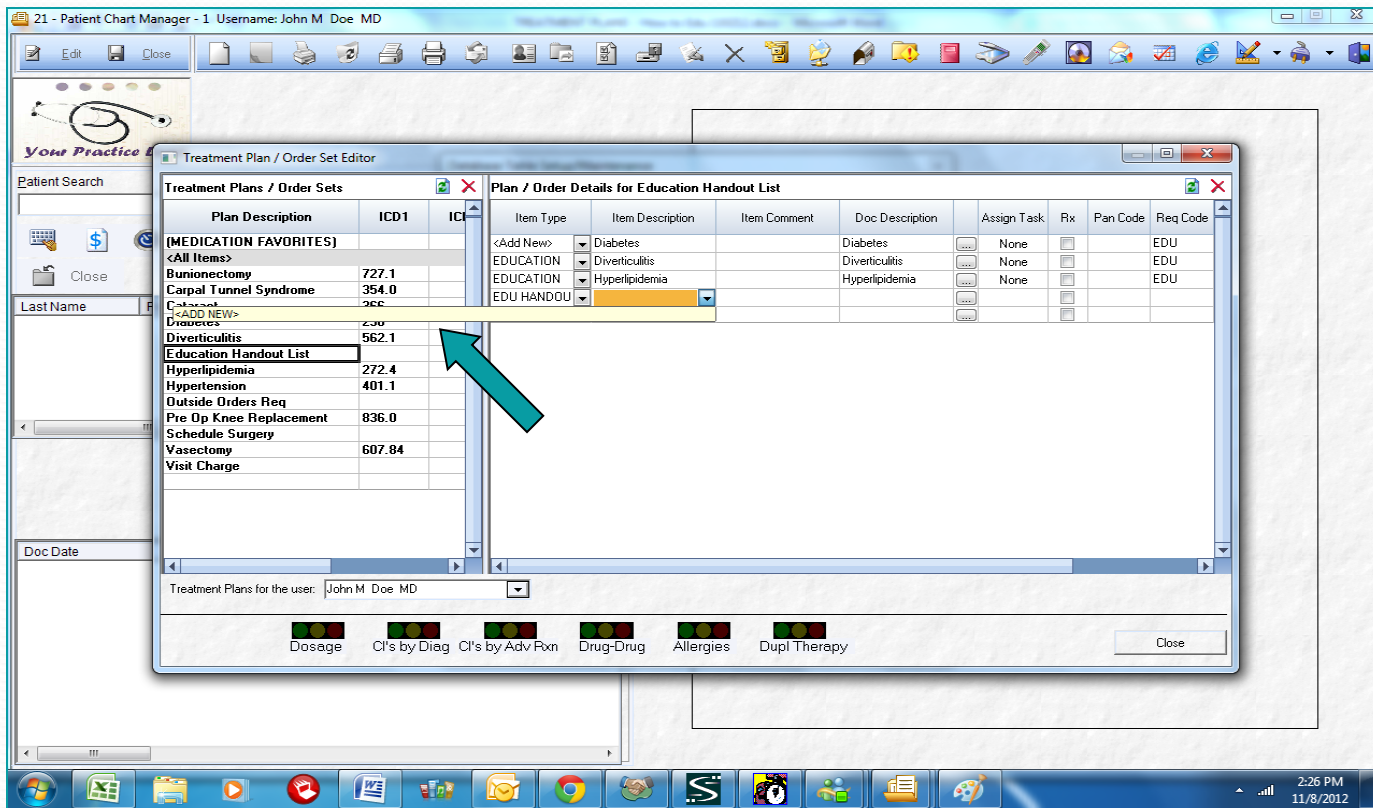 21 - Patient Chart Manager - 1 Username: John M Doe MD
Edit Close
Your Practice
Patient Search
Close
Last Name
Doc Date
Treatment Plan / Order Set Editor
Treatment Plans / Order Sets
Plan Description ICD1
(MEDICATION FAVORITES)
<All Items>
Bunionectomy 727.1
Carpal Tunnel Syndrome 354.0
Cataract 366
<ADD NEW>
Diabetes 250
Diverticulitis 562.1
Education Handout List
Hyperlipidemia 272.4
Hypertension 401.1
Outside Orders Req
Pre Op Knee Replacement 836.0
Schedule Surgery
Vasectomy 607.84
Visit Charge
Plan / Order Details for Education Handout List
Item Type Item Description Item Comment Doc Description Assign Task Rx Pan Code Req Code
<Add New> Diabetes Diabetes ... None EDU
EDUCATION Diverticulitis Diverticulitis ... None EDU
EDUCATION Hyperlipidemia Hyperlipidemia ... None EDU
EDU HANDOU ...
...
Treatment Plans for the user: John M Doe MD
Dosage CI's by Diag CI's by Adv Rxn Drug-Drug Allergies Dupl Therapy
Close
2:26 PM
11/8/2012